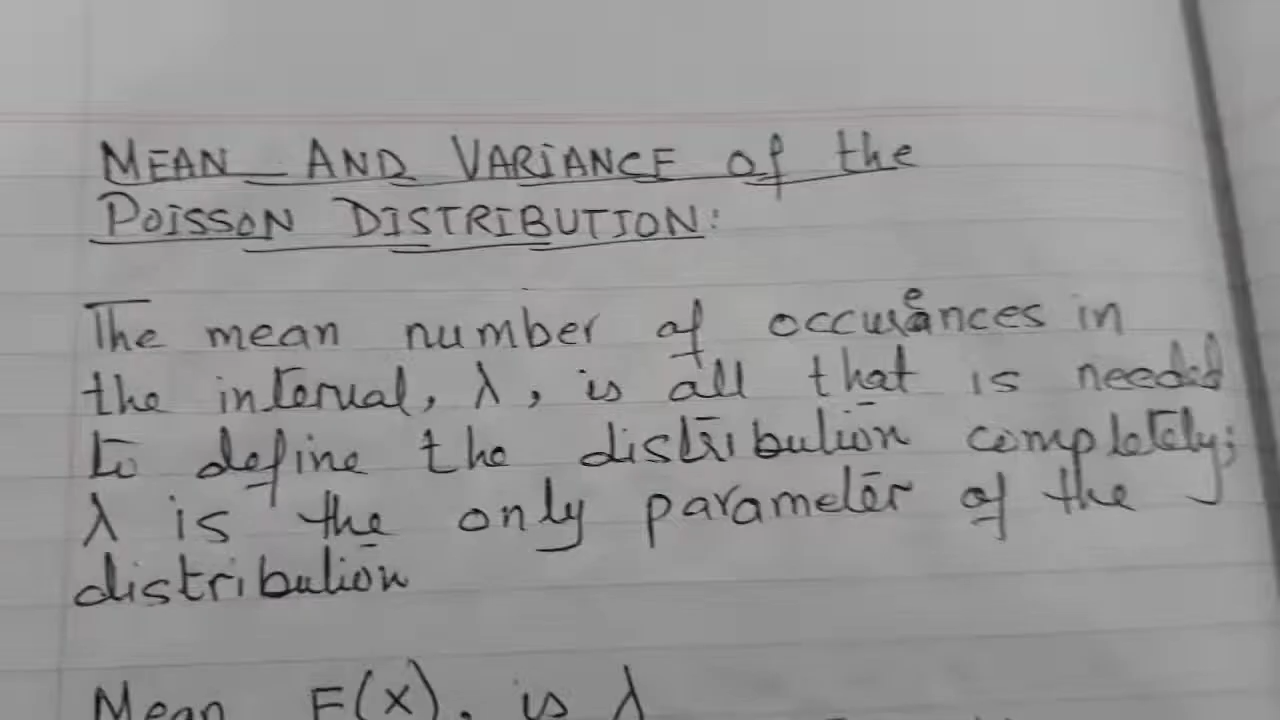 MEAN AND VARIANCE of the
POISSON DISTRIBUTION:
The mean number of occurences in
the interval, λ, is all that is needed
to define the distribution completely;
λ is the only parameter of the
distribution
Mean E(X), is λ